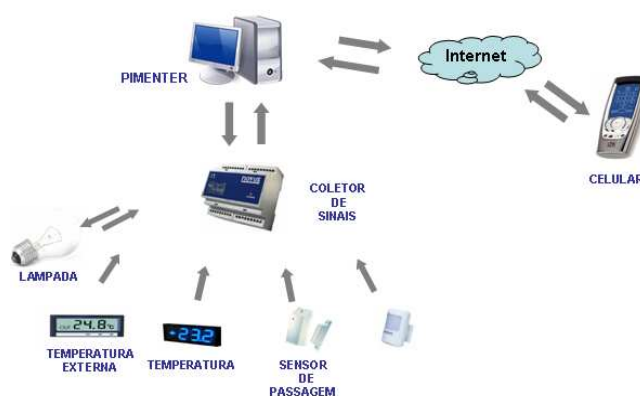 PIMENTER
Internet
CELULAR
COLETOR
DE
SINAIS
LAMPADA
24.8
TEMPERATURA
EXTERNA
23.2
TEMPERATURA
SENSOR
DE
PASSAGEM